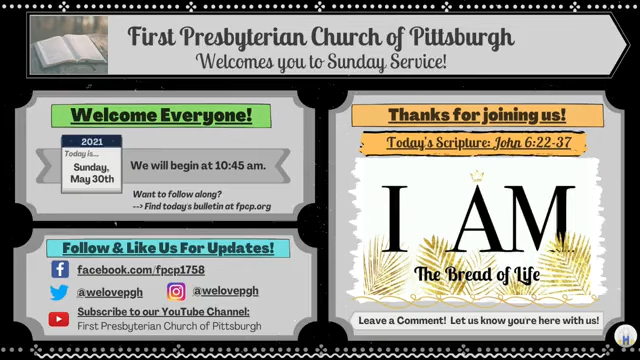 First Presbyterian Church of Pittsburgh
Welcomes you to Sunday Service!
Welcome Everyone!
2021
Today is...
Sunday,
May 30th
We will begin at 10:45 am.
Want to follow along?
--> Find today's bulletin at fpcp.org
Follow & Like Us For Updates!
facebook.com/fpcp1758
@welovepgh
@welovepgh
Subscribe to our YouTube Channel:
First Presbyterian Church of Pittsburgh
Thanks for joining us!
Today's Scripture: John 6:22-37
I AM
The Bread of Life
Leave a Comment! Let us know you're here with us!
H